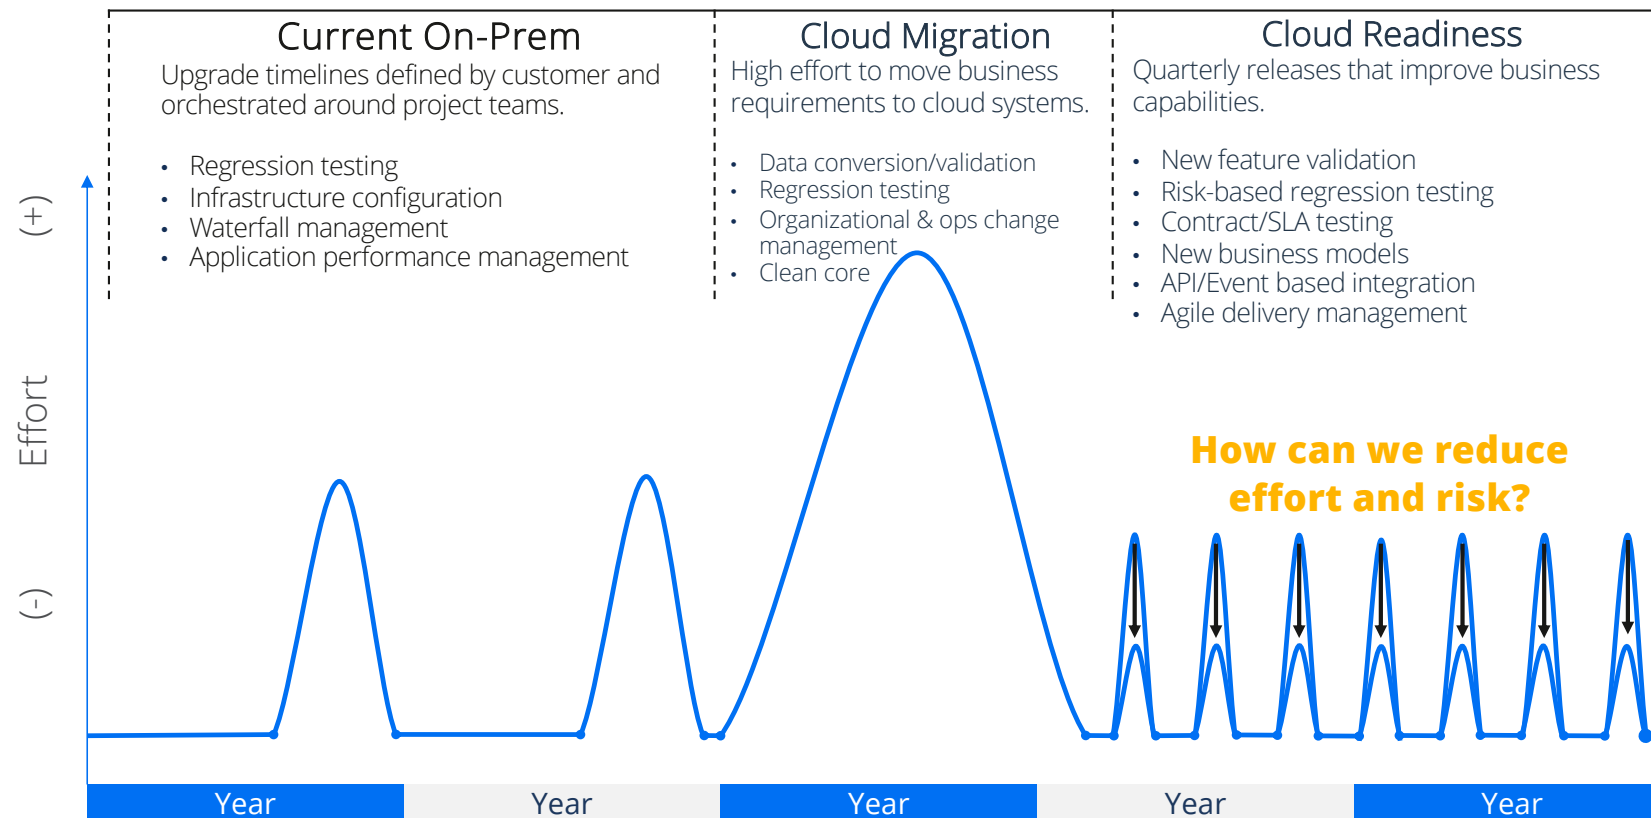 Current On-Prem
Upgrade timelines defined by customer and
orchestrated around project teams.
• Regression testing
• Infrastructure configuration
• Waterfall management
• Application performance management
Cloud Migration
High effort to move business
requirements to cloud systems.
• Data conversion/validation
• Regression testing
• Organizational & ops change
management
• Clean core
Cloud Readiness
Quarterly releases that improve business
capabilities.
• New feature validation
• Risk-based regression testing
• Contract/SLA testing
• New business models
• API/Event based integration
• Agile delivery management
(+)
Effort
(-)
How can we reduce
effort and risk?
Year
Year
Year
Year
Year